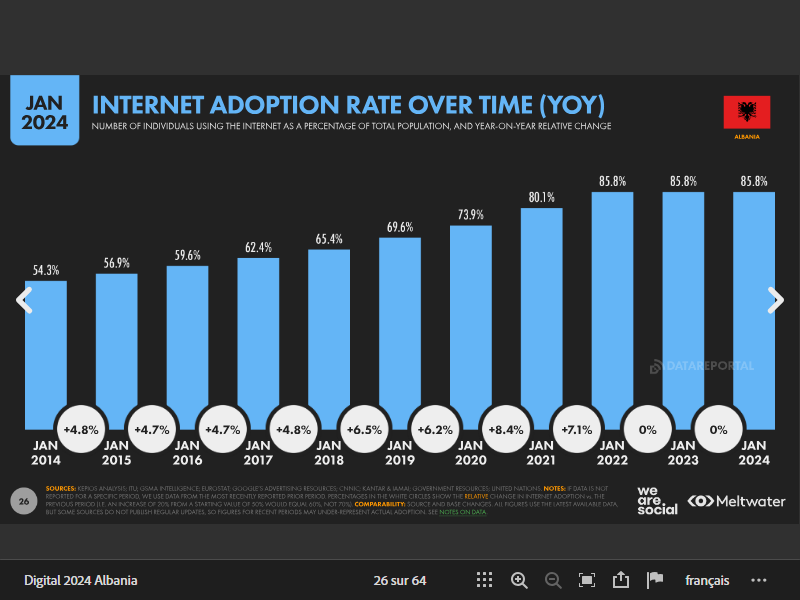 JAN
2024
INTERNET ADOPTION RATE OVER TIME (YOY)
NUMBER OF INDIVIDUALS USING THE INTERNET AS A PERCENTAGE OF TOTAL POPULATION, AND YEAR-ON-YEAR RELATIVE CHANGE
ALBANIA
54.3%
56.9%
59.6%
62.4%
65.4%
69.6%
73.9%
80.1%
85.8%
85.8%
85.8%
DATAREPORTAL
+4.8%
+4.7%
+4.7%
+4.8%
+6.5%
+6.2%
+8.4%
+7.1%
0%
0%
JAN
2014
JAN
2015
JAN
2016
JAN
2017
JAN
2018
JAN
2019
JAN
2020
JAN
2021
JAN
2022
JAN
2023
JAN
2024
26
SOURCES: KEPIOS ANALYSIS; ITU; GSMA INTELLIGENCE; EUROSTAT; GOOGLE'S ADVERTISING RESOURCES; CNNIC; KANTAR & IAMAI; GOVERNMENT RESOURCES; UNITED NATIONS. NOTES: IF DATA IS NOT
REPORTED FOR A SPECIFIC PERIOD, WE USE DATA FROM THE MOST RECENTLY REPORTED PRIOR PERIOD. PERCENTAGES IN THE WHITE CIRCLES SHOW THE RELATIVE CHANGE IN INTERNET ADOPTION vs. THE
PREVIOUS PERIOD (I.E. AN INCREASE OF 20% FROM A STARTING VALUE OF 50% WOULD EQUAL 60%, NOT 70%). COMPARABILITY: SOURCE AND BASE CHANGES. ALL FIGURES USE THE LATEST AVAILABLE DATA,
BUT SOME SOURCES DO NOT PUBLISH REGULAR UPDATES, SO FIGURES FOR RECENT PERIODS MAY UNDER-REPRESENT ACTUAL ADOPTION. SEE NOTES ON DATA.
we
are.
social
Meltwater
Digital 2024 Albania
26 sur 64
français